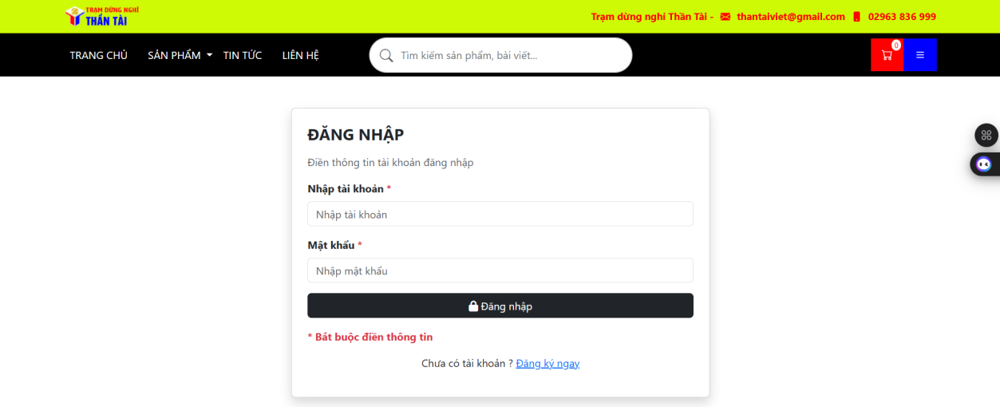 TRẠM DỪNG NGHỈ
THẦN TÀI
Trạm dừng nghỉ Thần Tài - thantaiviet@gmail.com 02963 836 999
TRANG CHỦ SẢN PHẨM TIN TỨC LIÊN HỆ Tìm kiếm sản phẩm, bài viết... 0
ĐĂNG NHẬP
Điền thông tin tài khoản đăng nhập
Nhập tài khoản *
Nhập tài khoản
Mật khẩu *
Nhập mật khẩu
Đăng nhập
* Bắt buộc điền thông tin
Chưa có tài khoản ? Đăng ký ngay